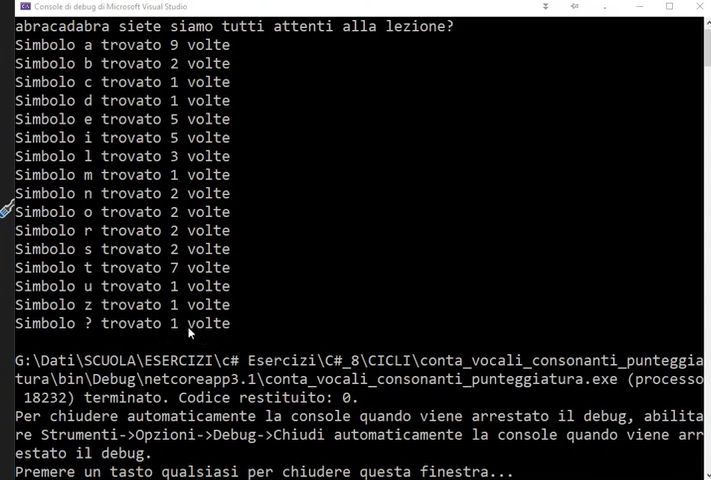 Console di debug di Microsoft Visual Studio
abracadabra siete siamo tutti attenti alla lezione?
Simbolo a trovato 9 volte
Simbolo b trovato 2 volte
Simbolo c trovato 1 volte
Simbolo d trovato 1 volte
Simbolo e trovato 5 volte
Simbolo i trovato 5 volte
Simbolo l trovato 3 volte
Simbolo m trovato 1 volte
Simbolo n trovato 2 volte
Simbolo o trovato 2 volte
Simbolo r trovato 2 volte
Simbolo s trovato 2 volte
Simbolo t trovato 7 volte
Simbolo u trovato 1 volte
Simbolo z trovato 1 volte
Simbolo ? trovato 1 volte
G:\Dati\SCUOLA\ESERCIZI\c# Esercizi\C#_8\CICLI\conta_vocali_consonanti_punteggia
tura\bin\Debug\netcoreapp3.1\conta_vocali_consonanti_punteggiatura.exe (processo
18232) terminato. Codice restituito: 0.
Per chiudere automaticamente la console quando viene arrestato il debug, abilita
re Strumenti->Opzioni->Debug->Chiudi automaticamente la console quando viene arr
estato il debug.
Premere un tasto qualsiasi per chiudere questa finestra...